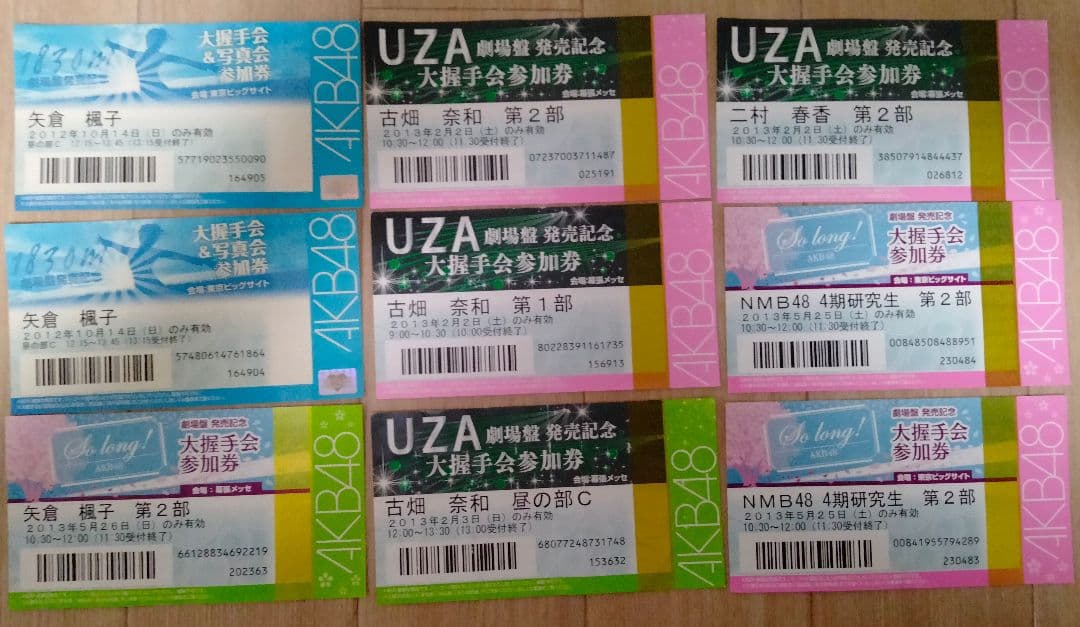 1830m
大握手会
&写真会
参加券
会場:東京ビッグサイト
矢倉 楓子
2012年10月14日(日)のみ有効
昼の部C 12:15~12:45 (13:15受付終了)
57719023550090
164905
AKB48
UZA 劇場盤 発売記念
大握手会参加券
会場:幕張メッセ
古畑 奈和 第2部
2013年2月2日(土)のみ有効
10:30~12:00 (11:30受付終了)
07237003711487
025191
AKB48
UZA 劇場盤 発売記念
大握手会参加券
会場:幕張メッセ
二村 春香 第2部
2013年2月2日(土)のみ有効
10:30~12:00 (11:30受付終了)
38507914844437
026812
AKB48
1830m
大握手会
&写真会
参加券
会場:東京ビッグサイト
矢倉 楓子
2012年10月14日(日)のみ有効
57480614761864
164904
AKB48
UZA 劇場盤 発売記念
大握手会参加券
会場:幕張メッセ
古畑 奈和 第1部
2013年2月2日(土)のみ有効
9:00~10:30 (10:00受付終了)
80228391161735
156913
AKB48
So long!
AKB48
劇場盤 発売記念
大握手会
参加券
会場:東京ビッグサイト
NMB48 4期研究生 第2部
2013年5月25日(土)のみ有効
10:30~12:00 (11:30受付終了)
00848508488951
230484
AKB48
So long!
AKB48
劇場盤 発売記念
大握手会
参加券
会場:幕張メッセ
矢倉 楓子 第2部
2013年5月26日(日)のみ有効
10:30~12:00 (11:30受付終了)
66128834692219
202363
AKB48
UZA 劇場盤 発売記念
大握手会参加券
会場:幕張メッセ
古畑 奈和 昼の部C
2013年2月3日(日)のみ有効
12:00~13:30 (13:00受付終了)
68077248731748
153632
AKB48
So long!
AKB48
劇場盤 発売記念
大握手会
参加券
会場:東京ビッグサイト
NMB48 4期研究生 第2部
2013年5月25日(土)のみ有効
10:30~12:00 (11:30受付終了)
00841955794289
230483
AKB48